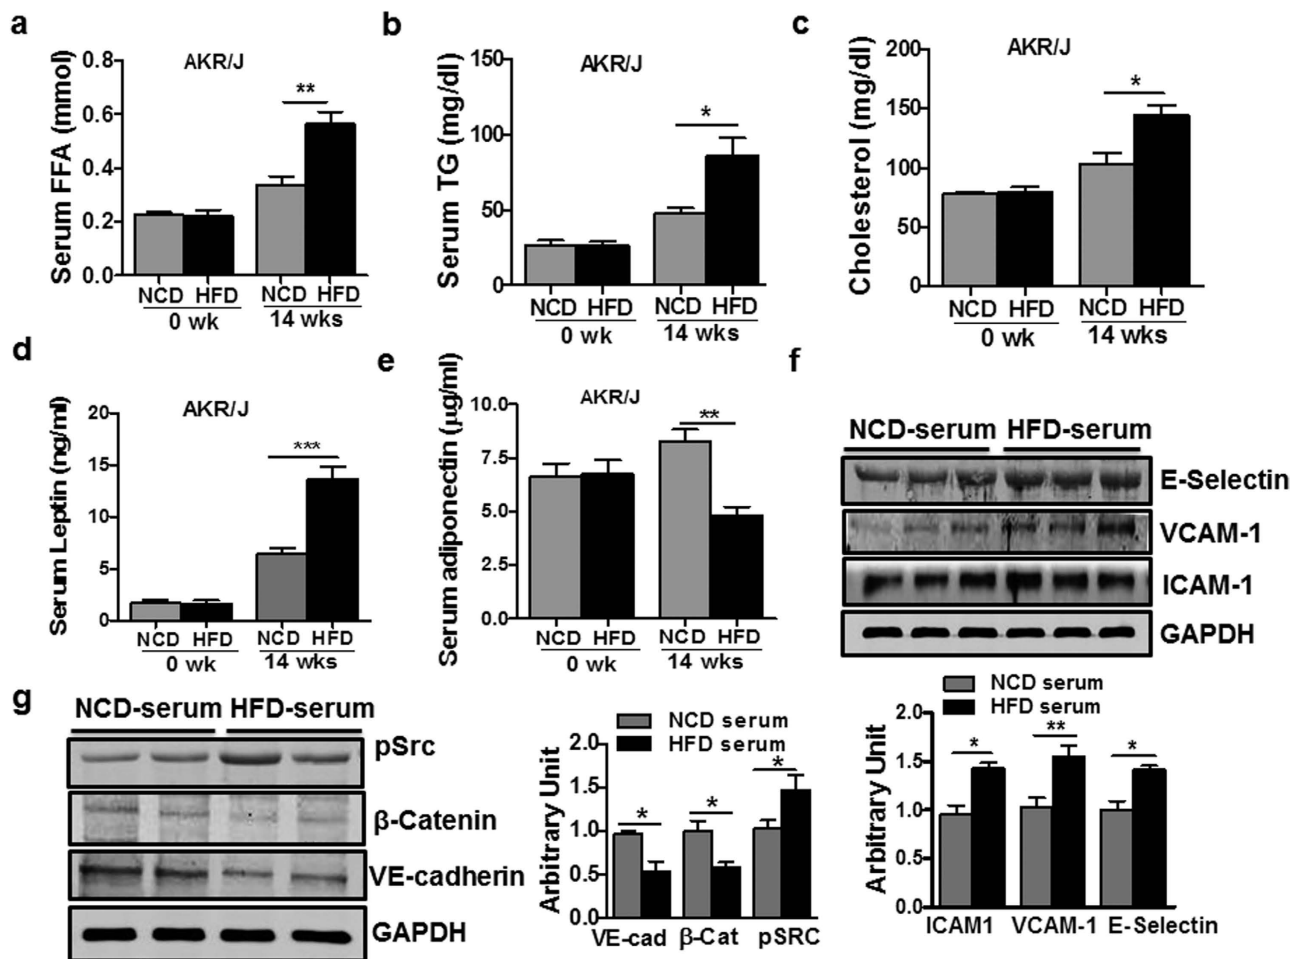 a
AKR/J
Serum FFA (mmol)
0.8
0.6
0.4
0.2
0.0
**
NCD HFD NCD HFD
0 wk 14 wks
b
AKR/J
Serum TG (mg/dl)
150
100
50
0
*
NCD HFD NCD HFD
0 wk 14 wks
c
AKR/J
Cholesterol (mg/dl)
200
150
100
50
0
*
NCD HFD NCD HFD
0 wk 14 wks
d
AKR/J
Serum Leptin (ng/ml)
20
15
10
5
0
***
NCD HFD NCD HFD
0 wk 14 wks
e
AKR/J
Serum adiponectin (µg/ml)
10.0
7.5
5.0
2.5
0.0
**
NCD HFD NCD HFD
0 wk 14 wks
f
NCD-serum HFD-serum
E-Selectin
VCAM-1
ICAM-1
GAPDH
NCD serum
HFD serum
Arbitrary Unit
2.0
1.5
1.0
0.5
0.0
* ** *
ICAM1 VCAM-1 E-Selectin
g
NCD-serum HFD-serum
pSrc
β-Catenin
VE-cadherin
GAPDH
NCD serum
HFD serum
Arbitrary Unit
2.0
1.5
1.0
0.5
0.0
* * *
VE-cad β-Cat pSRC